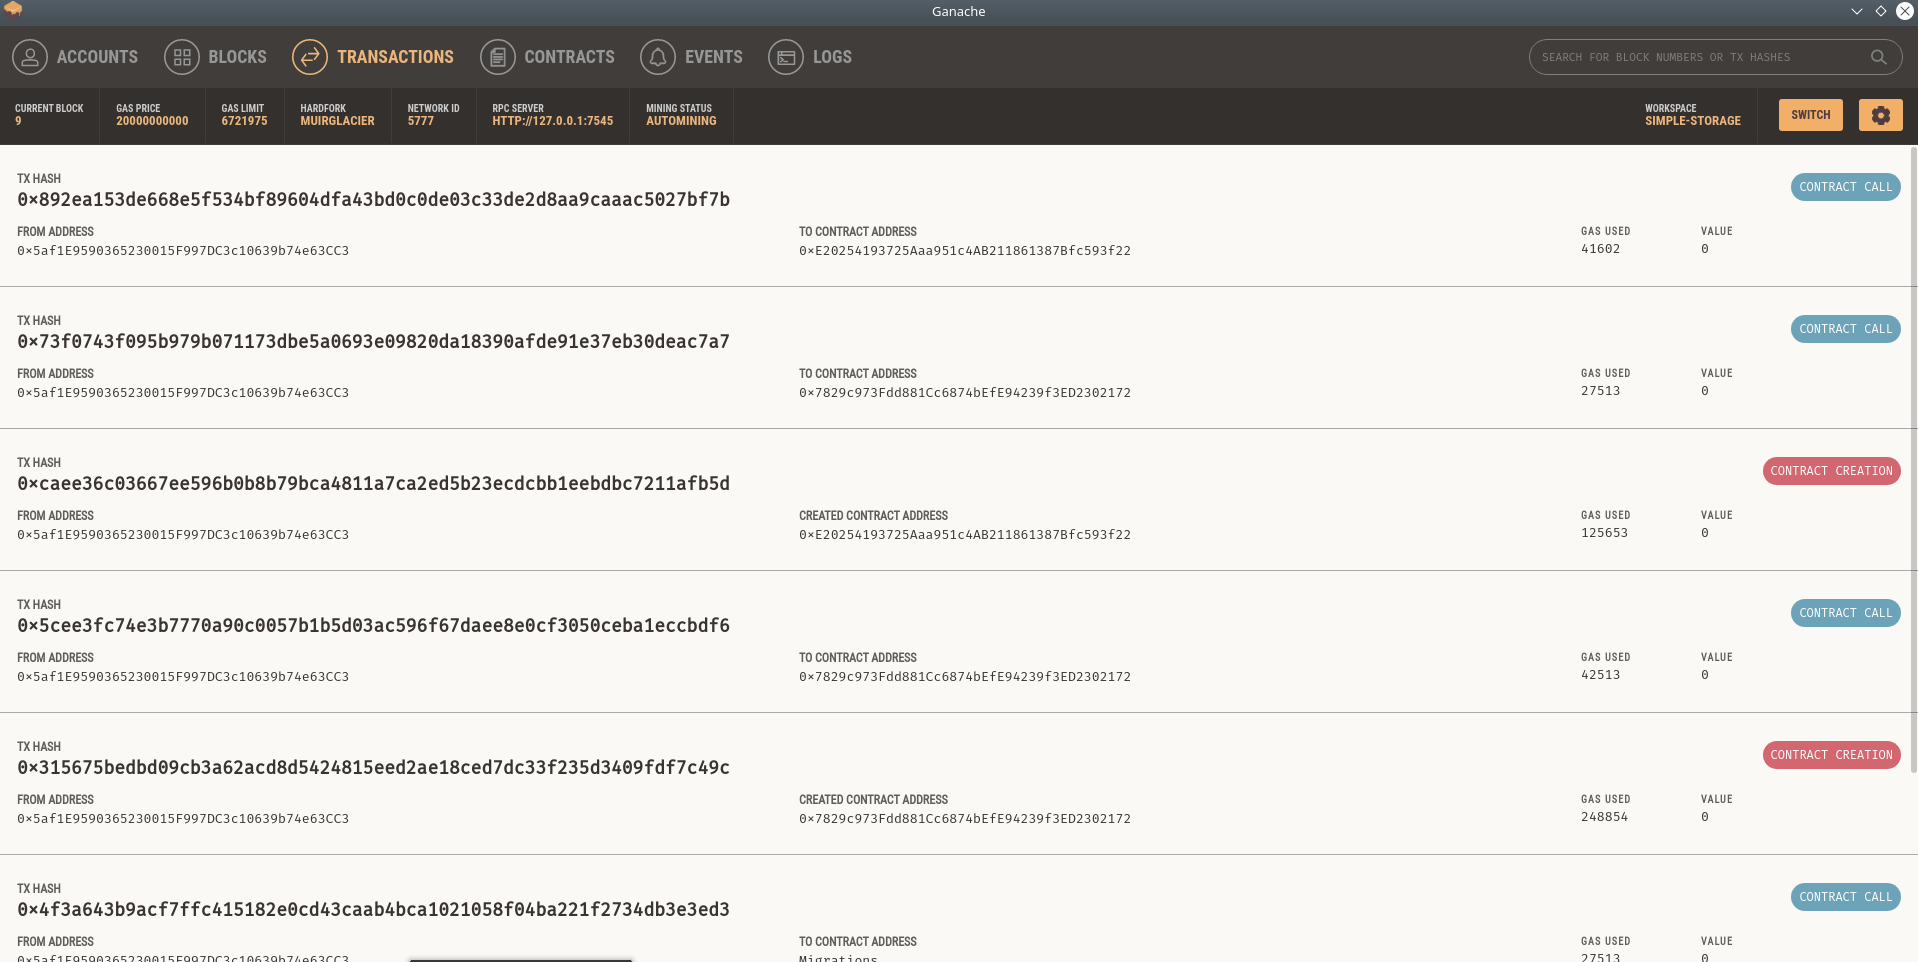 Ganache
ACCOUNTS BLOCKS TRANSACTIONS CONTRACTS EVENTS LOGS SEARCH FOR BLOCK NUMBERS OR TX HASHES
CURRENT BLOCK GAS PRICE GAS LIMIT HARDFORK NETWORK ID RPC SERVER MINING STATUS WORKSPACE
9 20000000000 6721975 MUIRGLACIER 5777 HTTP://127.0.0.1:7545 AUTOMINING SIMPLE-STORAGE SWITCH
TX HASH
0×892ea153de668e5f534bf89604dfa43bd0c0de03c33de2d8aa9caaac5027bf7b CONTRACT CALL
FROM ADDRESS TO CONTRACT ADDRESS GAS USED VALUE
0×5af1E9590365230015F997DC3c10639b74e63CC3 0×E20254193725Aaa951c4AB211861387Bfc593f22 41602 0
TX HASH
0×73f0743f095b979b071173dbe5a0693e09820da18390afde91e37eb30deac7a7 CONTRACT CALL
FROM ADDRESS TO CONTRACT ADDRESS GAS USED VALUE
0×5af1E9590365230015F997DC3c10639b74e63CC3 0×7829c973Fdd881Cc6874bEfE94239f3ED2302172 27513 0
TX HASH
0×caee36c03667ee596b0b8b79bca4811a7ca2ed5b23ecdcbb1eebdbc7211afb5d CONTRACT CREATION
FROM ADDRESS CREATED CONTRACT ADDRESS GAS USED VALUE
0×5af1E9590365230015F997DC3c10639b74e63CC3 0×E20254193725Aaa951c4AB211861387Bfc593f22 125653 0
TX HASH
0×5cee3fc74e3b7770a90c0057b1b5d03ac596f67daee8e0cf3050ceba1eccbdf6 CONTRACT CALL
FROM ADDRESS TO CONTRACT ADDRESS GAS USED VALUE
0×5af1E9590365230015F997DC3c10639b74e63CC3 0×7829c973Fdd881Cc6874bEfE94239f3ED2302172 42513 0
TX HASH
0×315675bedbd09cb3a62acd8d5424815eed2ae18ced7dc33f235d3409fdf7c49c CONTRACT CREATION
FROM ADDRESS CREATED CONTRACT ADDRESS GAS USED VALUE
0×5af1E9590365230015F997DC3c10639b74e63CC3 0×7829c973Fdd881Cc6874bEfE94239f3ED2302172 248854 0
TX HASH
0×4f3a643b9acf7ffc415182e0cd43caab4bca1021058f04ba221f2734db3e3ed3 CONTRACT CALL
FROM ADDRESS TO CONTRACT ADDRESS GAS USED VALUE
0×5af1E9590365230015F997DC3c10639b74e63CC3 Migrations 27513 0